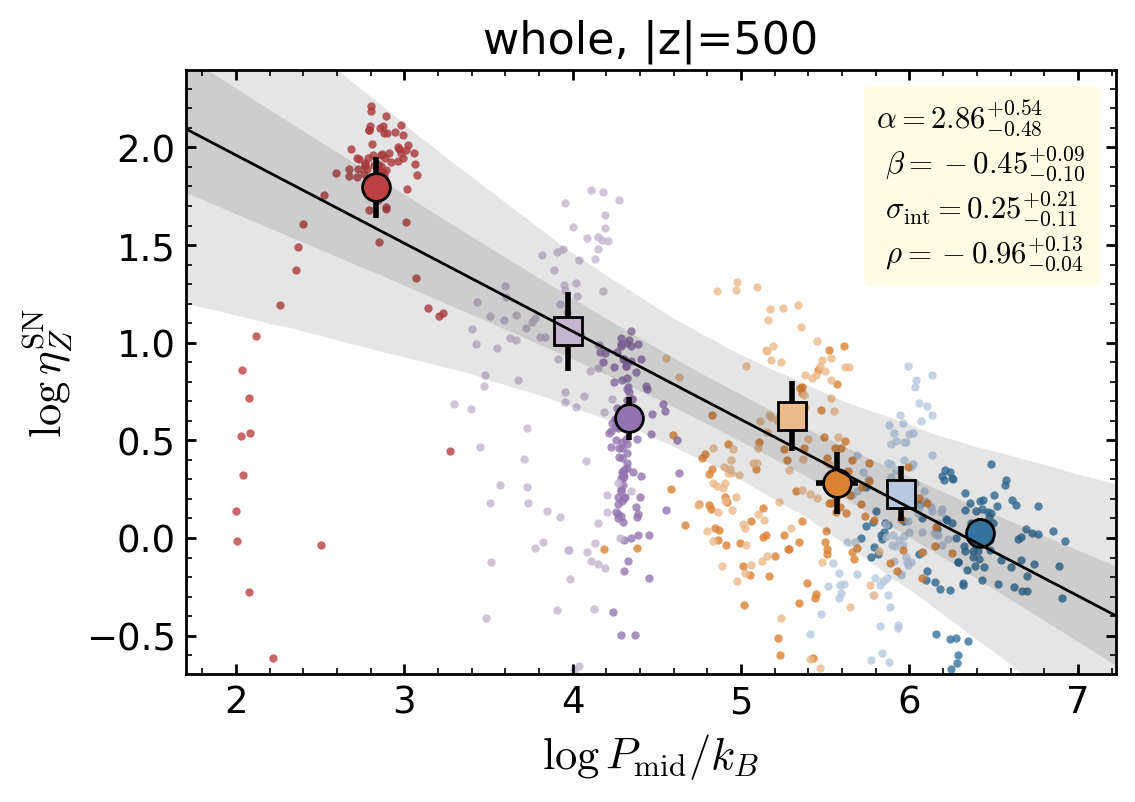 whole, |z|=500
α = 2.86 +0.54 −0.48
β = −0.45 +0.09 −0.10
σint = 0.25 +0.21 −0.11
ρ = −0.96 +0.13 −0.04
2.0
1.5
1.0
0.5
0.0
−0.5
log η_Z^SN
2 3 4 5 6 7
log P_mid/k_B